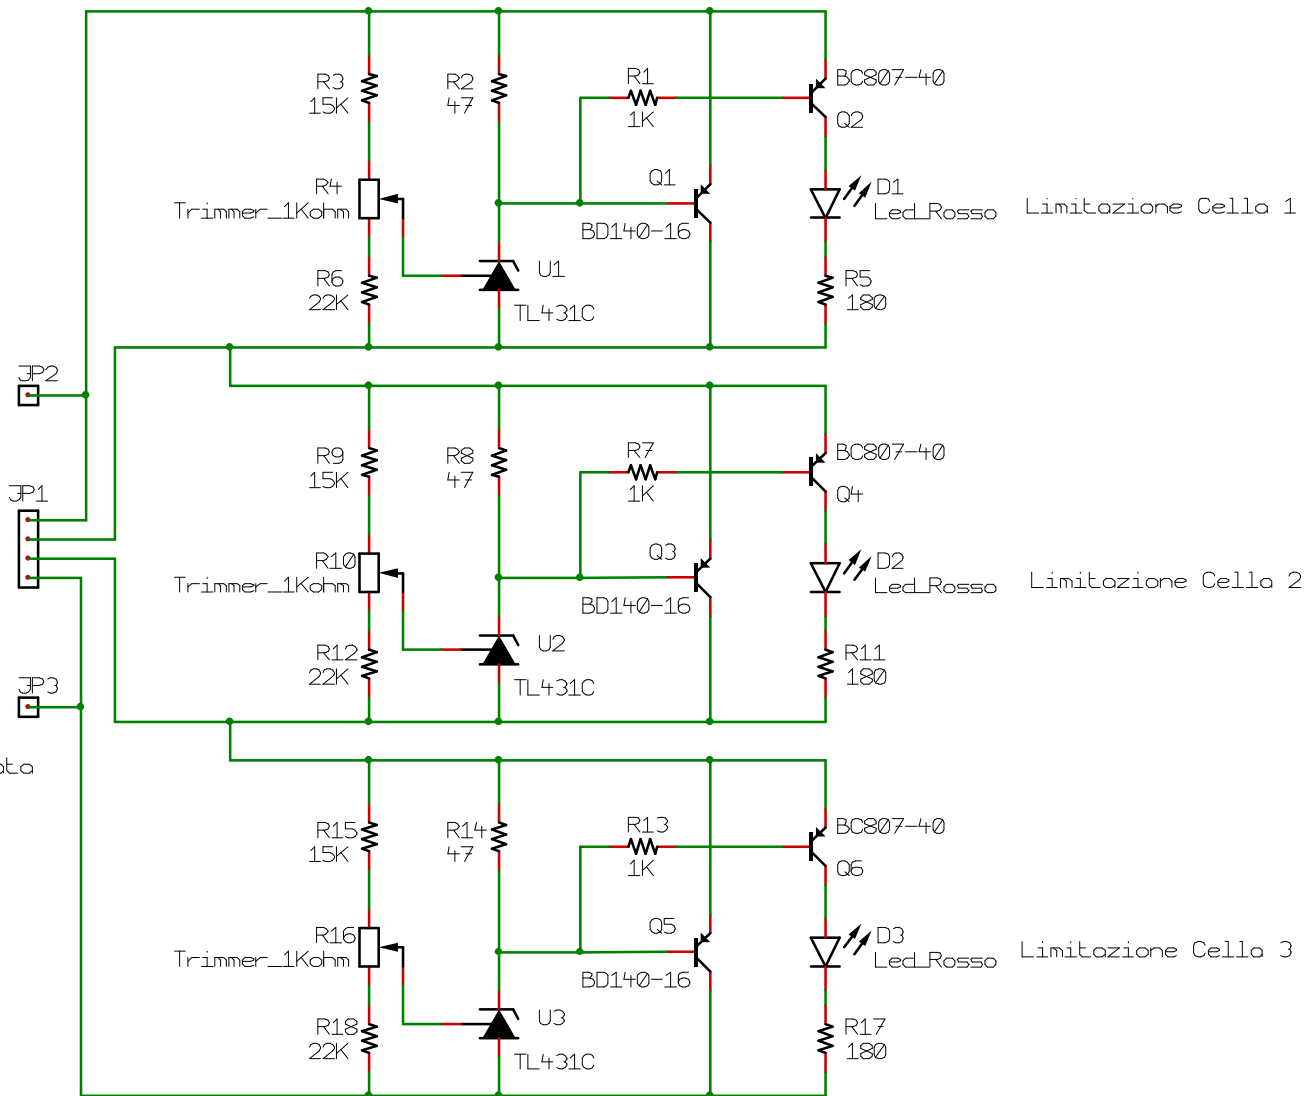 BC807-40
R3
R2
R1
15K
47
1K
Q2
R4
Q1
D1
Trimmer_1Kohm
Led_Rosso
Limitazione Cella 1
BD140-16
R6
U1
R5
22K
180
TL431C
JP2
BC807-40
R9
R8
R7
15K
47
1K
Q4
JP1
R10
Q3
D2
Trimmer_1Kohm
Led_Rosso
Limitazione Cella 2
BD140-16
R12
U2
R11
22K
180
TL431C
JP3
BC807-40
R15
R14
R13
15K
47
1K
Q6
R16
Q5
D3
Trimmer_1Kohm
Led_Rosso
Limitazione Cella 3
BD140-16
R18
U3
R17
22K
180
TL431C